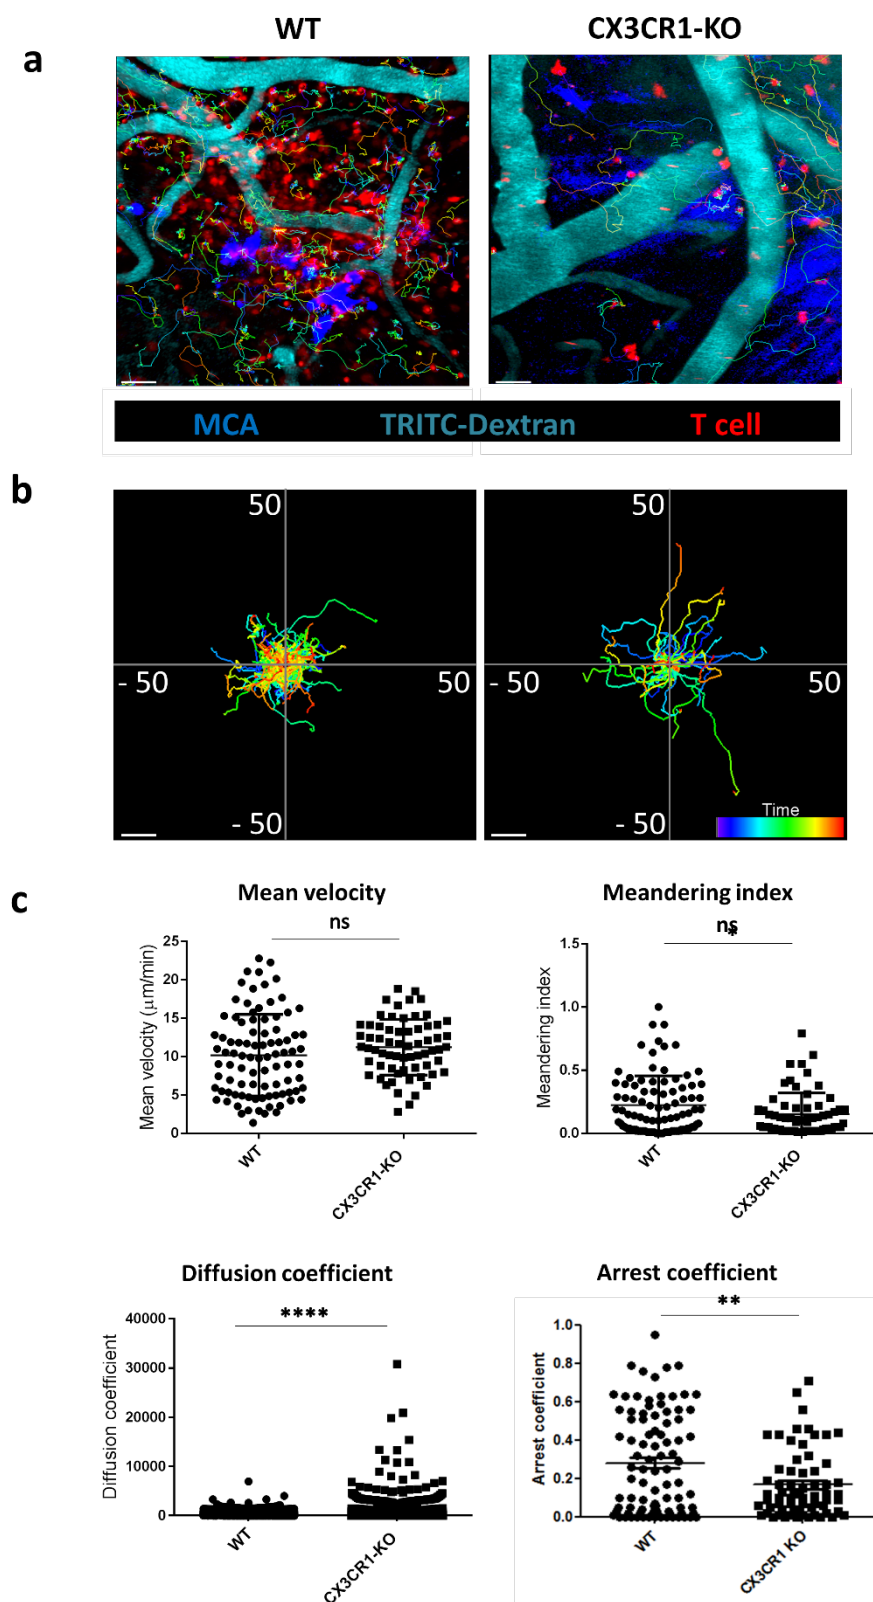 WT CX3CR1-KO
a
MCA TRITC-Dextran T cell
b
50 50
- 50 50 - 50 50
- 50 - 50
Time
c
Mean velocity
ns
Mean velocity (μm/min)
25
20
15
10
5
0
WT
CX3CR1-KO
Meandering index
ns
*
Meandering index
1.5
1.0
0.5
0.0
WT
CX3CR1-KO
Diffusion coefficient
****
Diffusion coefficient
40000
30000
20000
10000
0
WT
CX3CR1-KO
Arrest coefficient
**
Arrest coefficient
1.0
0.8
0.6
0.4
0.2
0.0
WT
CX3CR1 KO